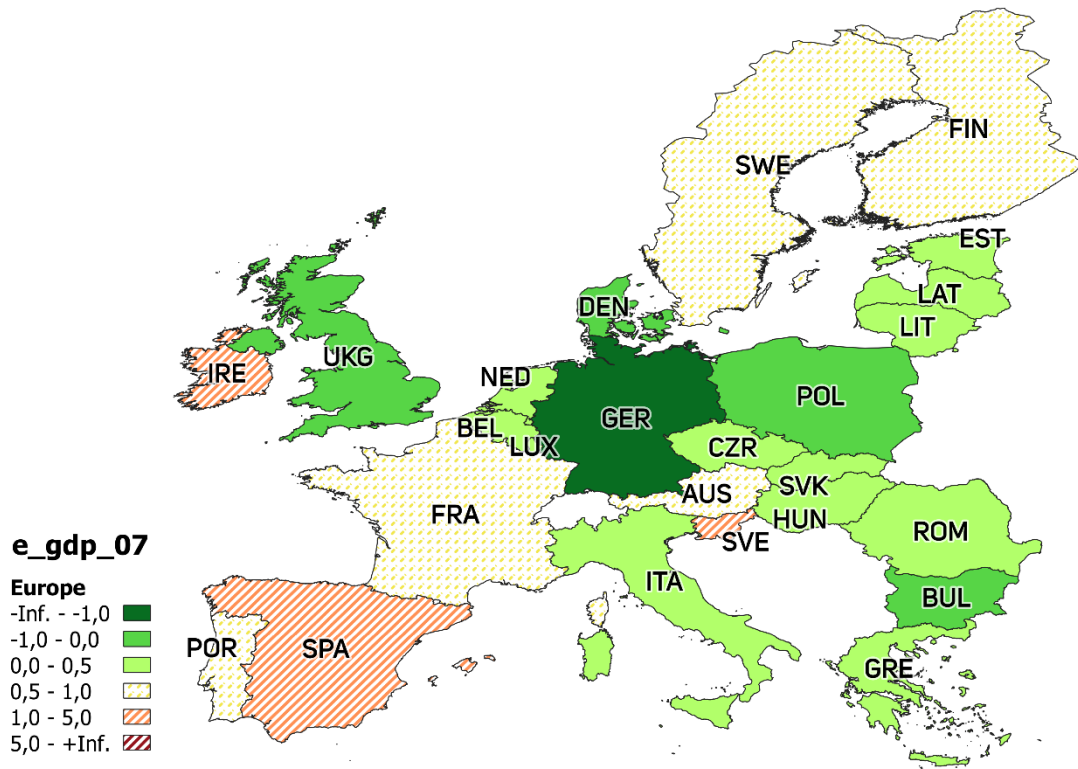 FIN
SWE
EST
LAT
LIT
DEN
UKG
IRE
NED
POL
GER
BEL
LUX
CZR
AUS
SVK
FRA
HUN
ROM
SVE
e_gdp_07
ITA
Europe
BUL
-Inf. - -1,0
-1,0 - 0,0
POR
SPA
0,0 - 0,5
GRE
0,5 - 1,0
1,0 - 5,0
5,0 - +Inf.